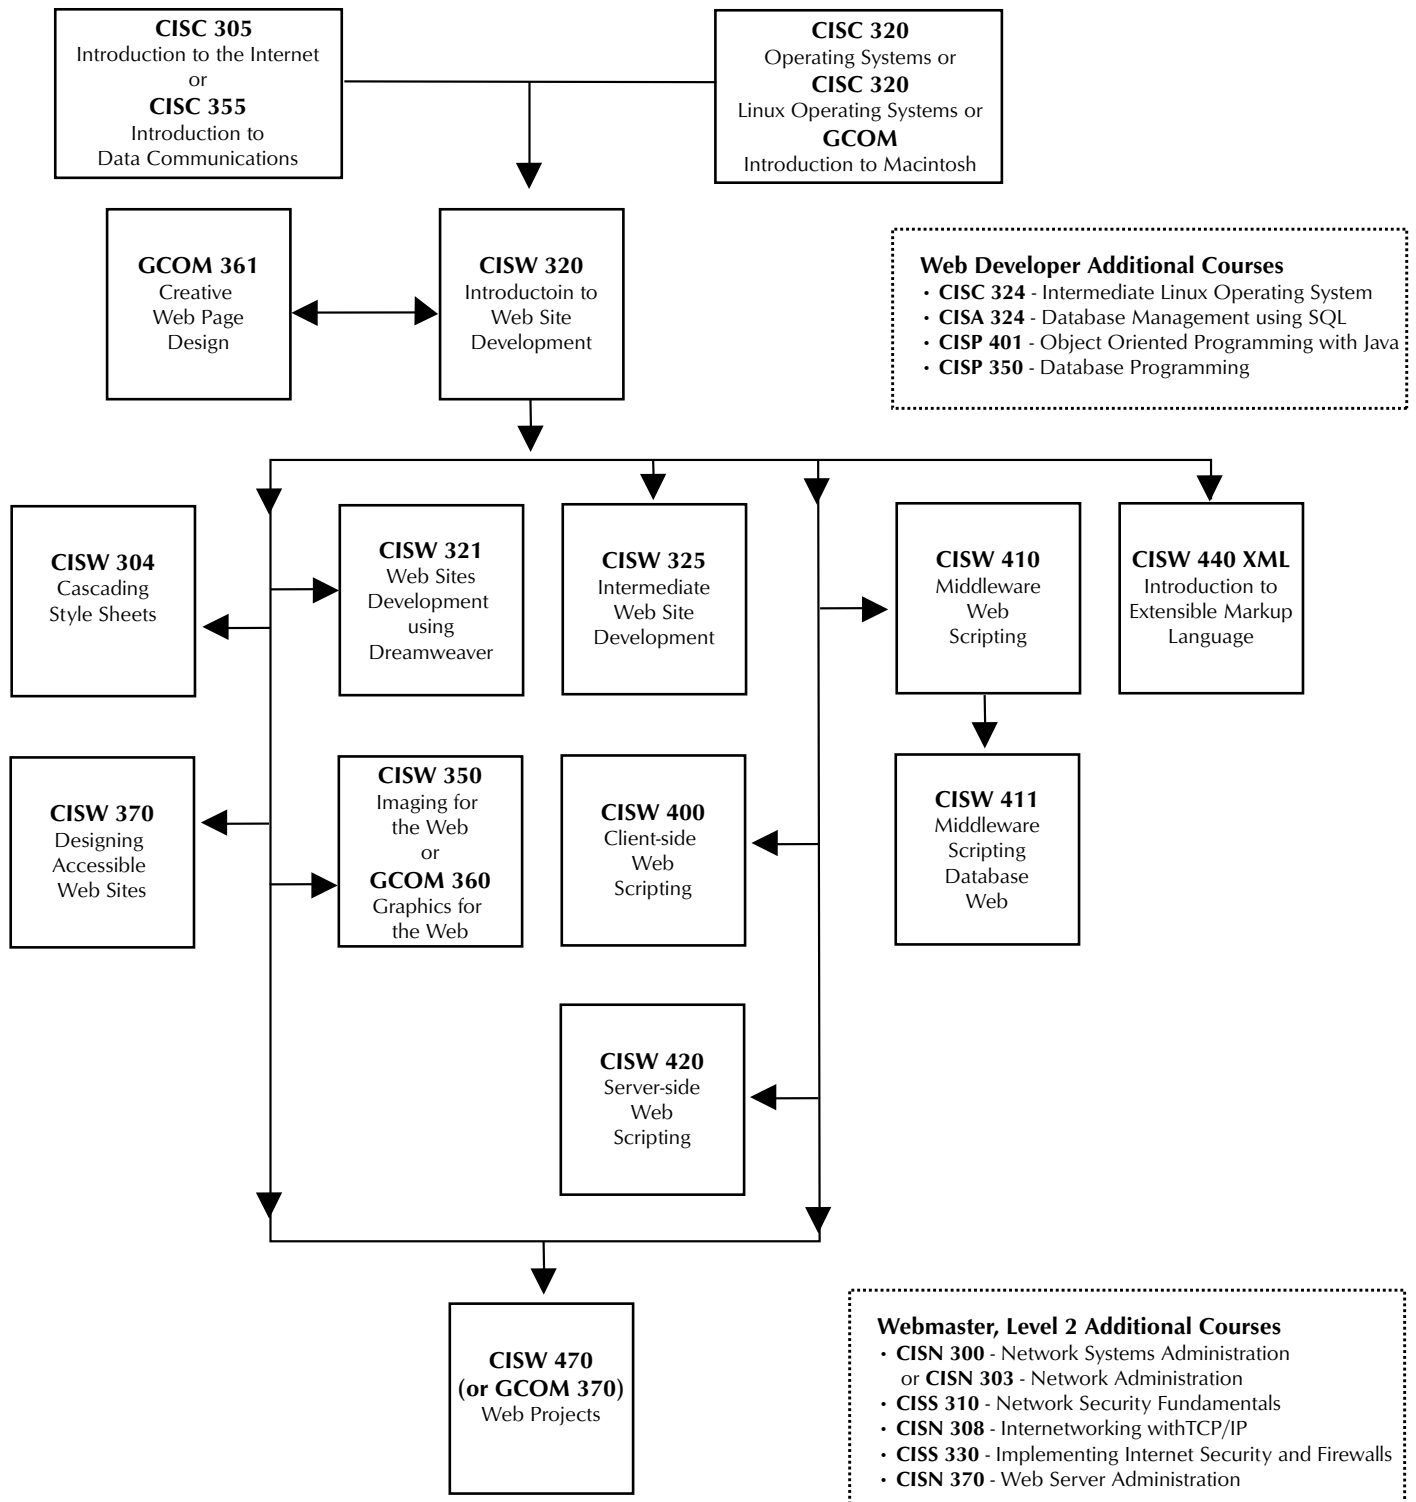 CISC 305
Introduction to the Internet
or
CISC 355
Introduction to
Data Communications
CISC 320
Operating Systems or
CISC 320
Linux Operating Systems or
GCOM
Introduction to Macintosh
GCOM 361
Creative
Web Page
Design
CISW 320
Introductoin to
Web Site
Development
Web Developer Additional Courses
• CISC 324 - Intermediate Linux Operating System
• CISA 324 - Database Management using SQL
• CISP 401 - Object Oriented Programming with Java
• CISP 350 - Database Programming
CISW 304
Cascading
Style Sheets
CISW 321
Web Sites
Development
using
Dreamweaver
CISW 325
Intermediate
Web Site
Development
CISW 410
Middleware
Web
Scripting
CISW 440 XML
Introduction to
Extensible Markup
Language
CISW 370
Designing
Accessible
Web Sites
CISW 350
Imaging for
the Web
or
GCOM 360
Graphics for
the Web
CISW 400
Client-side
Web
Scripting
CISW 411
Middleware
Scripting
Database
Web
CISW 420
Server-side
Web
Scripting
CISW 470
(or GCOM 370)
Web Projects
Webmaster, Level 2 Additional Courses
• CISN 300 - Network Systems Administration
or CISN 303 - Network Administration
• CISS 310 - Network Security Fundamentals
• CISN 308 - Internetworking withTCP/IP
• CISS 330 - Implementing Internet Security and Firewalls
• CISN 370 - Web Server Administration